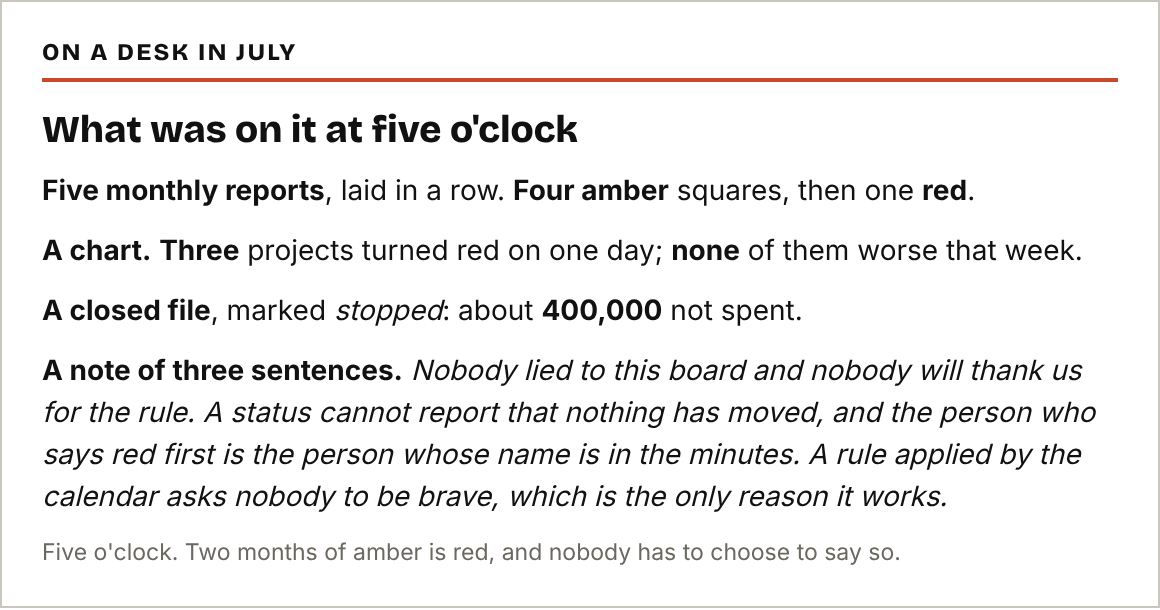 ON A DESK IN JULY
What was on it at five o'clock
Five monthly reports, laid in a row. Four amber squares, then one red.
A chart. Three projects turned red on one day; none of them worse that week.
A closed file, marked stopped: about 400,000 not spent.
A note of three sentences. Nobody lied to this board and nobody will thank us
for the rule. A status cannot report that nothing has moved, and the person who
says red first is the person whose name is in the minutes. A rule applied by the
calendar asks nobody to be brave, which is the only reason it works.
Five o'clock. Two months of amber is red, and nobody has to choose to say so.